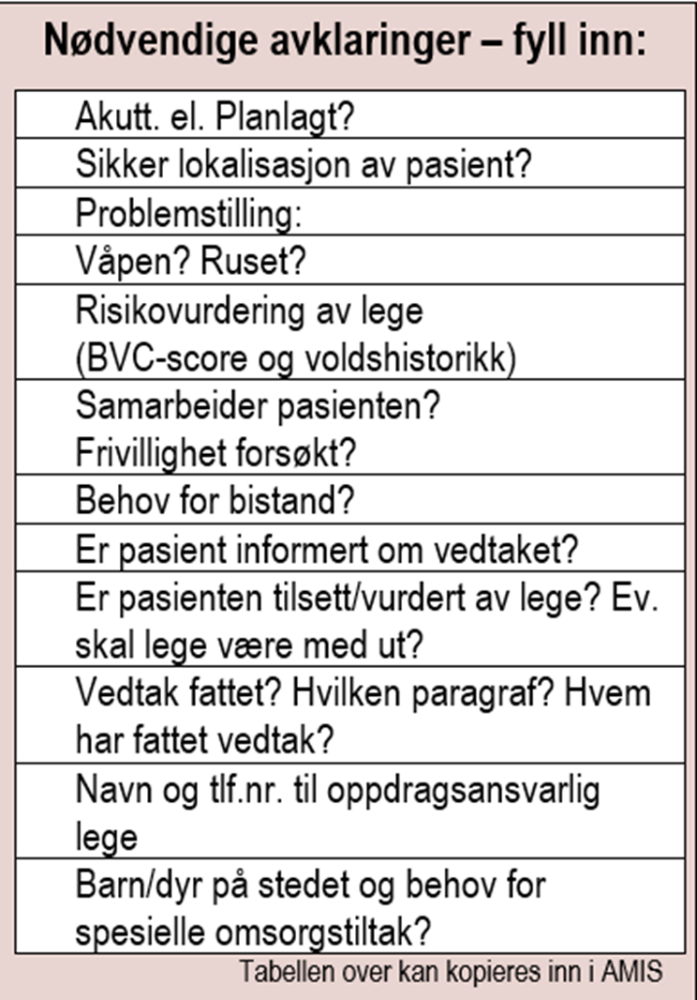 Nødvendige avklaringer – fyll inn:
Akutt. el. Planlagt?
Sikker lokalisasjon av pasient?
Problemstilling:
Våpen? Ruset?
Risikovurdering av lege
(BVC-score og voldshistorikk)
Samarbeider pasienten?
Frivillighet forsøkt?
Behov for bistand?
Er pasient informert om vedtaket?
Er pasienten tilsett/vurdert av lege? Ev.
skal lege være med ut?
Vedtak fattet? Hvilken paragraf? Hvem
har fattet vedtak?
Navn og tlf.nr. til oppdragsansvarlig
lege
Barn/dyr på stedet og behov for
spesielle omsorgstiltak?
Tabellen over kan kopieres inn i AMIS